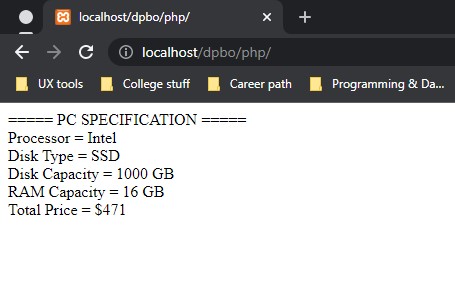 localhost/dpbo/php/
localhost/dpbo/php/
UX tools College stuff Career path Programming & Da...
===== PC SPECIFICATION =====
Processor = Intel
Disk Type = SSD
Disk Capacity = 1000 GB
RAM Capacity = 16 GB
Total Price = $471